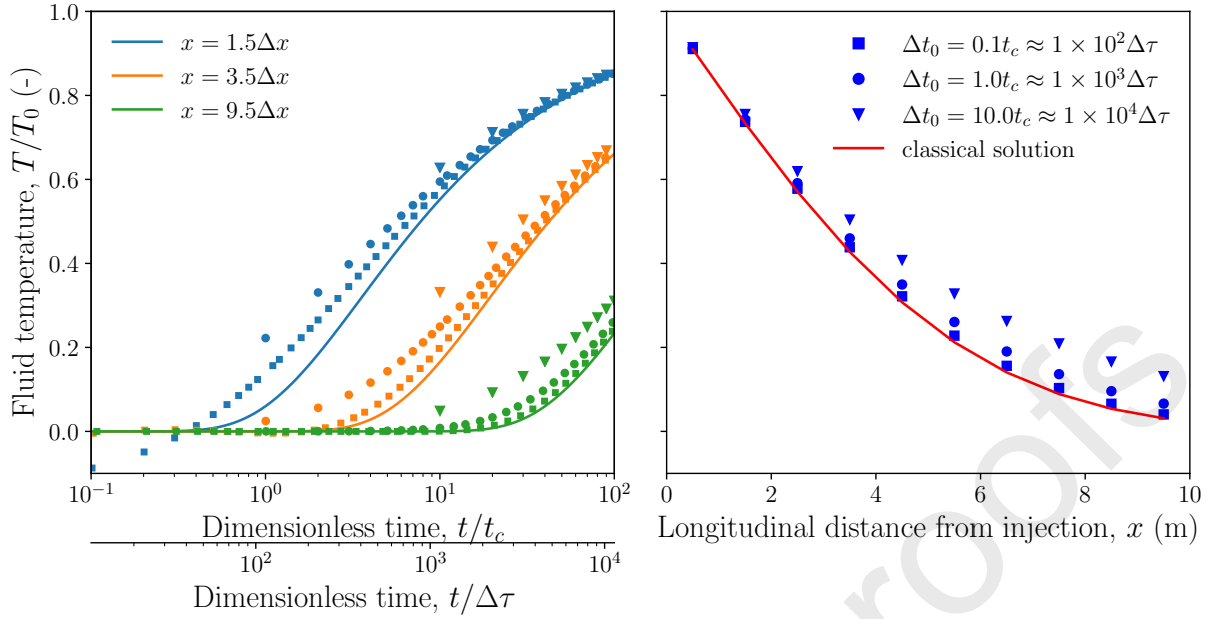 1.0
0.8
0.6
0.4
0.2
0.0
Fluid temperature, T/T₀ (-)
x = 1.5Δx
x = 3.5Δx
x = 9.5Δx
10⁻¹ 10⁰ 10¹ 10²
Dimensionless time, t/t_c
10² 10³ 10⁴
Dimensionless time, t/Δτ
Δt₀ = 0.1t_c ≈ 1 × 10²Δτ
Δt₀ = 1.0t_c ≈ 1 × 10³Δτ
Δt₀ = 10.0t_c ≈ 1 × 10⁴Δτ
classical solution
0 2 4 6 8 10
Longitudinal distance from injection, x (m)
roofs